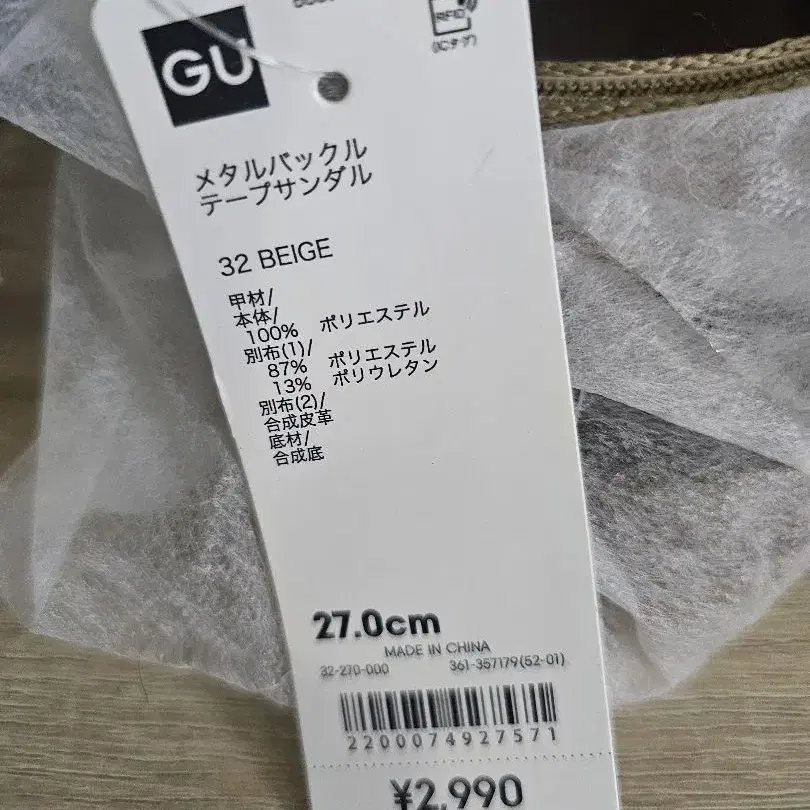 GU
RFID
(ICタグ)
メタルバックル
テープサンダル
32 BEIGE
甲材/
本体/
100% ポリエステル
別布(1)/
87% ポリエステル
13% ポリウレタン
別布(2)/
合成皮革
底材/
合成底
27.0cm
MADE IN CHINA
32-270-000 361-357179(52-01)
2200074927571
¥2,990